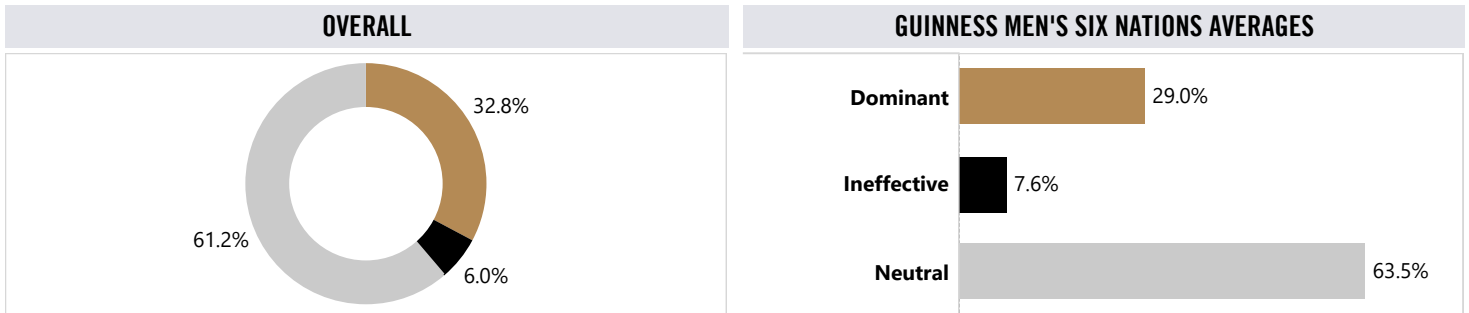 OVERALL
32.8%
61.2%
6.0%
GUINNESS MEN'S SIX NATIONS AVERAGES
Dominant 29.0%
Ineffective 7.6%
Neutral 63.5%